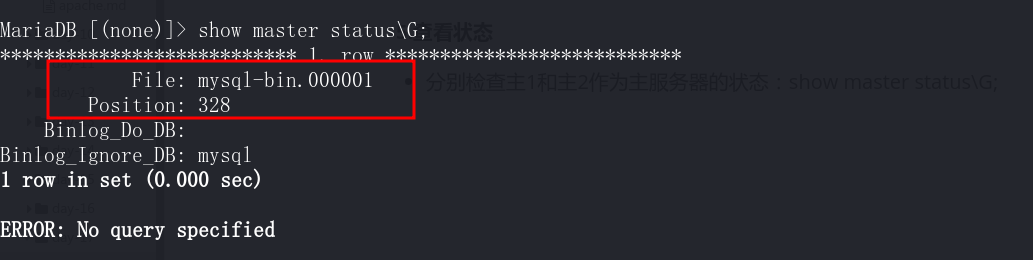 apache.md
MariaDB [(none)]> show master status\G;
看状态
*************************** 1. row ***************************
File: mysql-bin.000001
分别检查主1和主2作为主服务器的状态：show master status\G;
Position: 328
Binlog_Do_DB:
Binlog_Ignore_DB: mysql
1 row in set (0.000 sec)
ERROR: No query specified